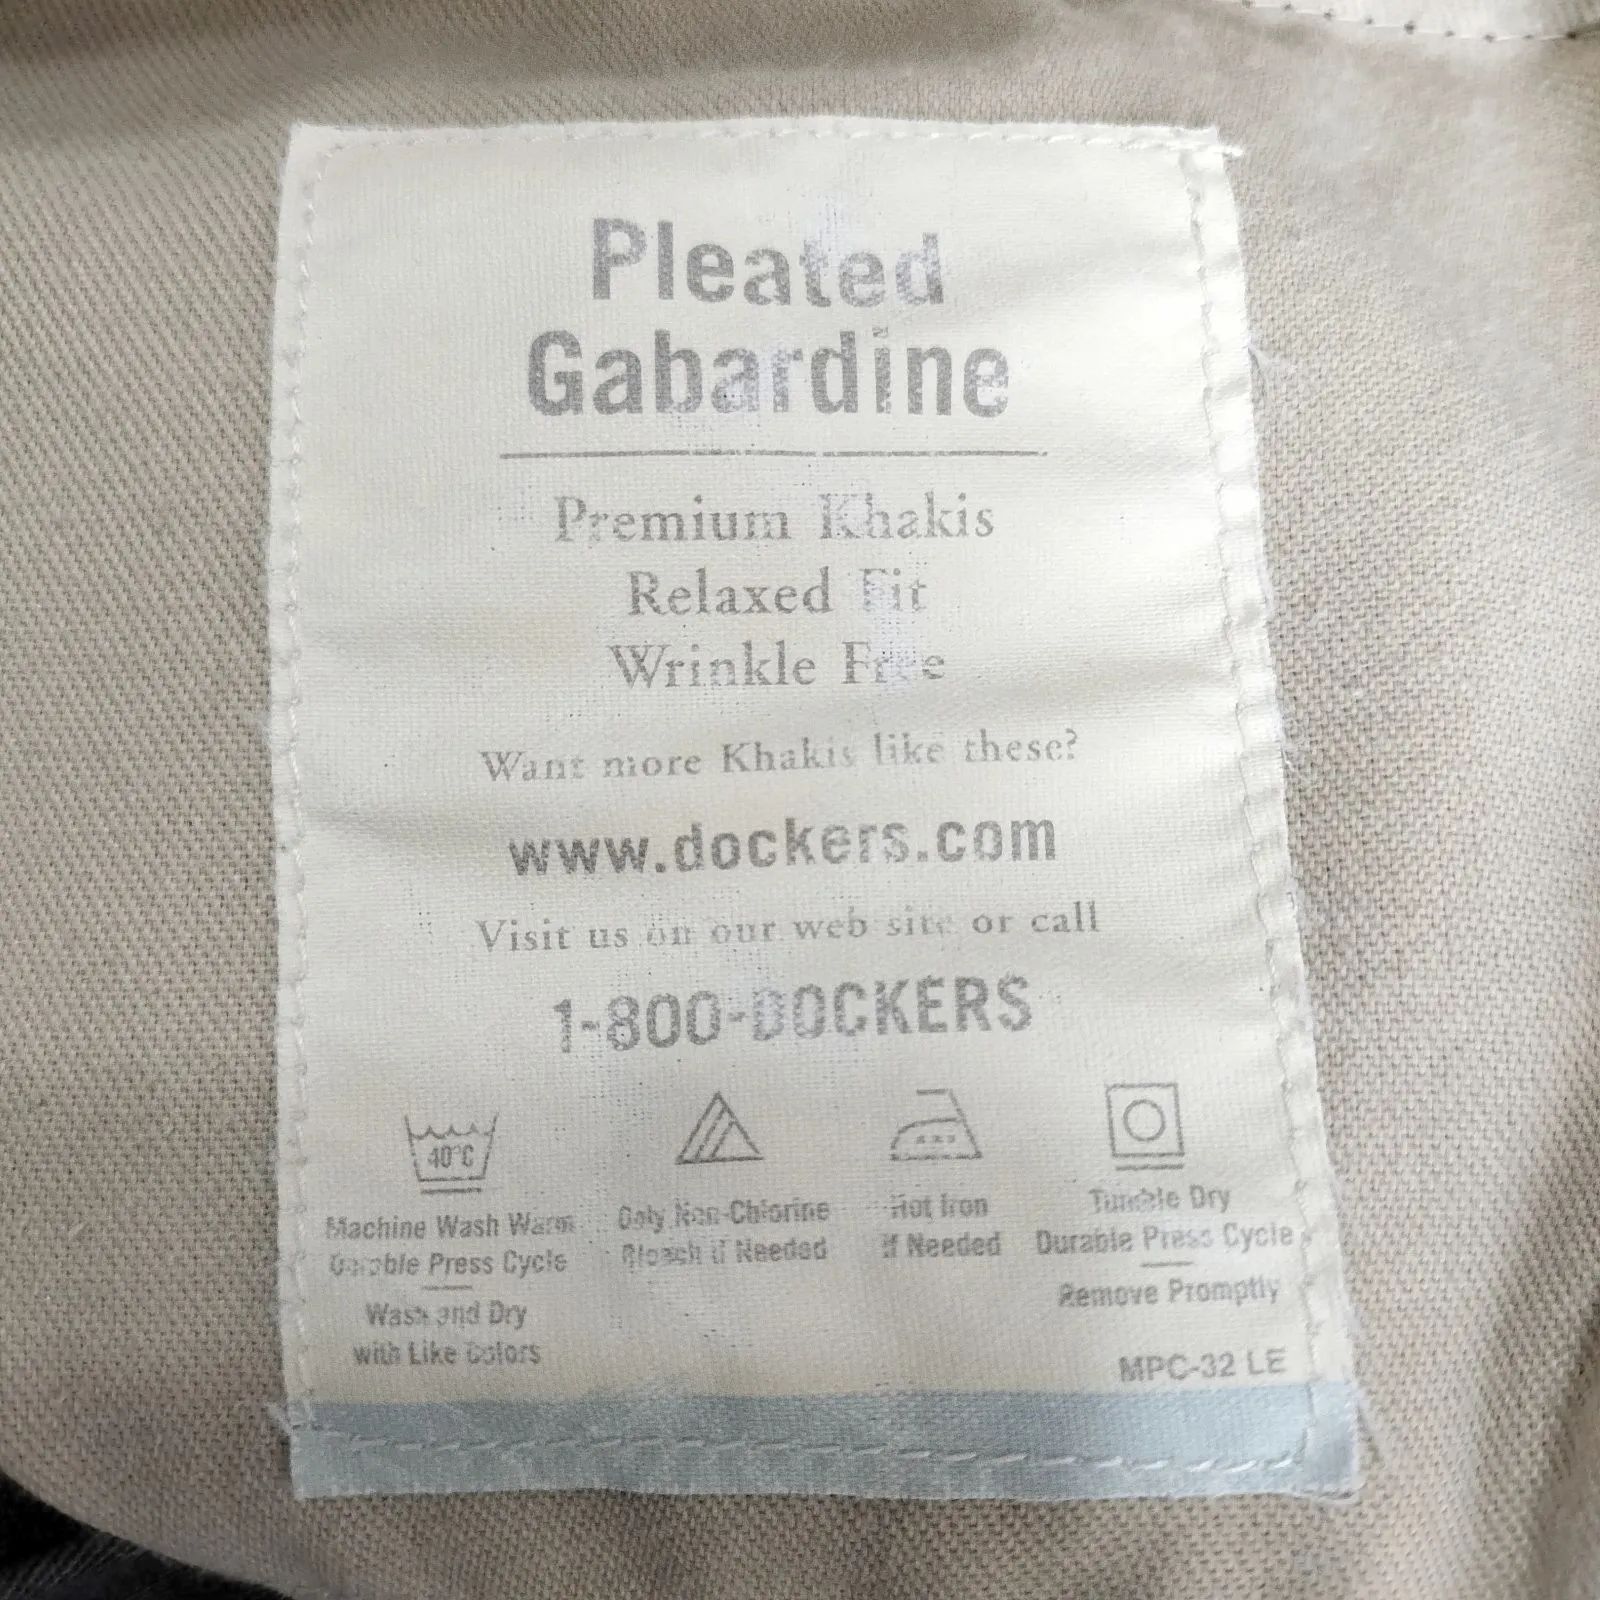 Pleated
Gabardine
Premium Khakis
Relaxed Fit
Wrinkle Free
Want more Khakis like these?
www.dockers.com
Visit us on our web site or call
1-800-DOCKERS
40°C
Machine Wash Warm
Durable Press Cycle
Wash and Dry
with Like Colors
Only Non-Chlorine
Bleach if Needed
Hot Iron
If Needed
Tumble Dry
Durable Press Cycle
Remove Promptly
MPC-32 LE